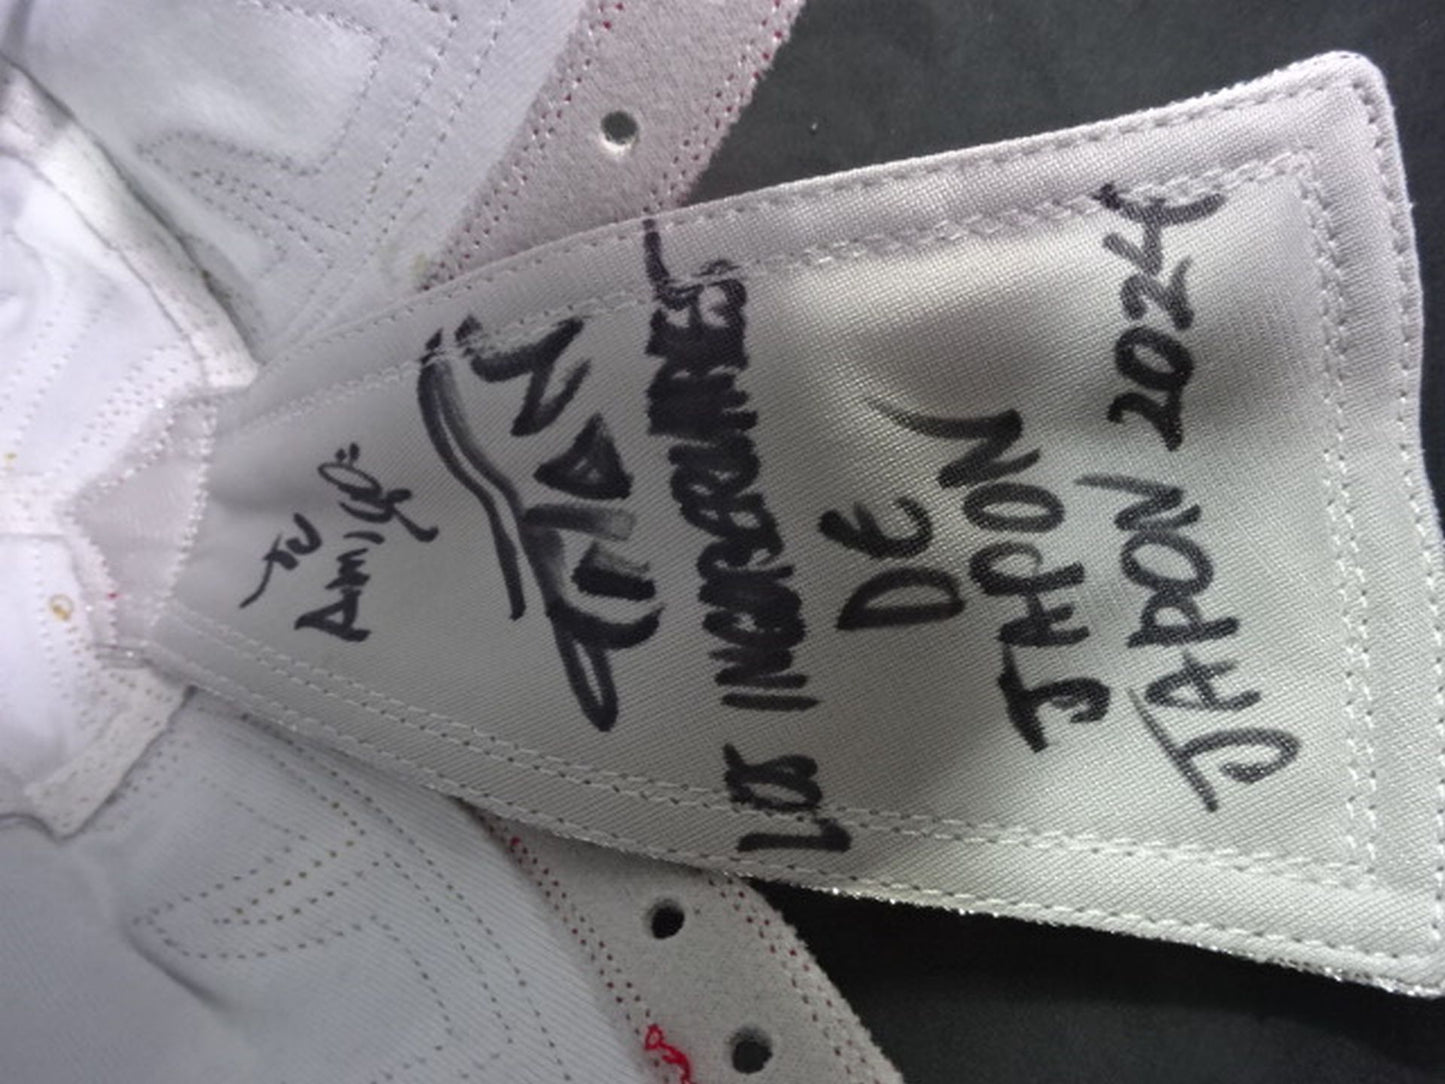 TU
AMIGO:
TITAN
LOS INGOBERNABLES
DE
JAPON
JAPON 2024